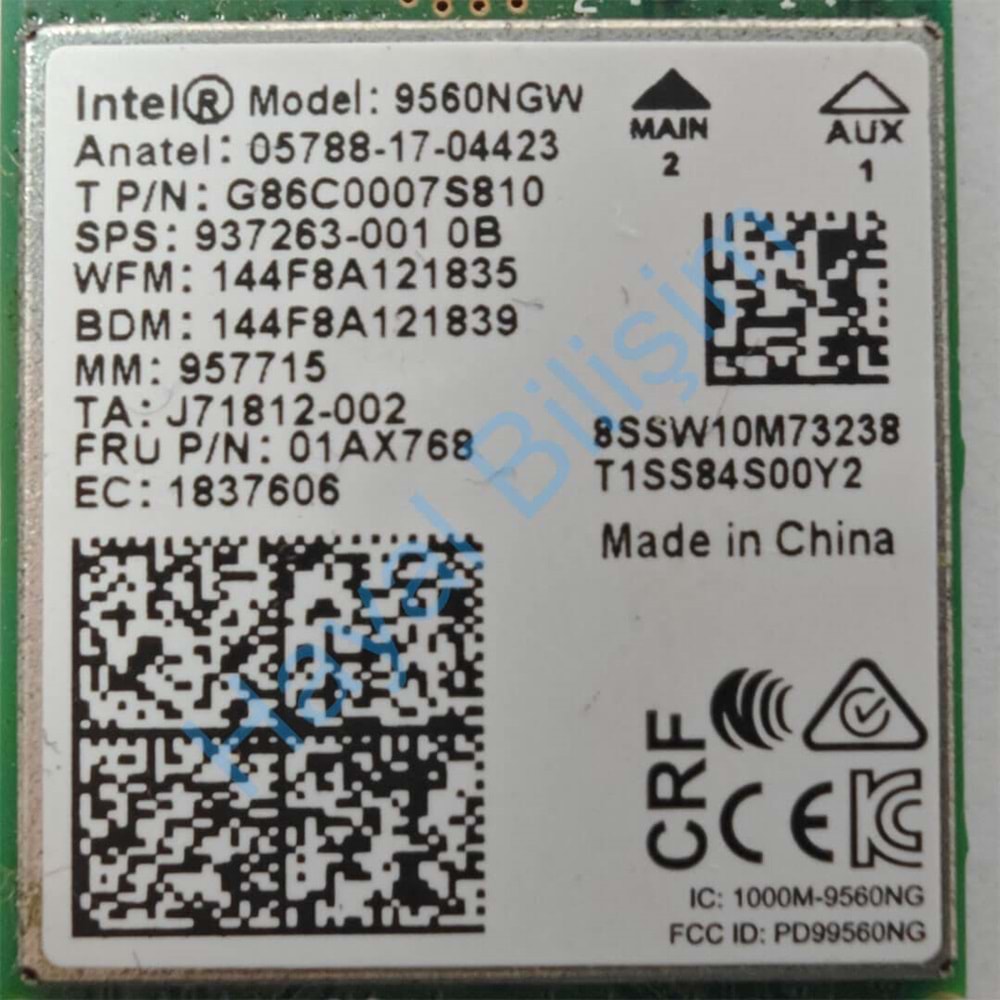 Intel® Model: 9560NGW
Anatel: 05788-17-04423
T P/N: G86C0007S810
SPS: 937263-001 0B
WFM: 144F8A121835
BDM: 144F8A121839
MM: 957715
TA: J71812-002
FRU P/N: 01AX768
EC: 1837606
MAIN
2
AUX
1
8SSW10M73238
T1SS84S00Y2
Made in China
CRF
CE
IC: 1000M-9560NG
FCC ID: PD99560NG
Hayal Bilişim